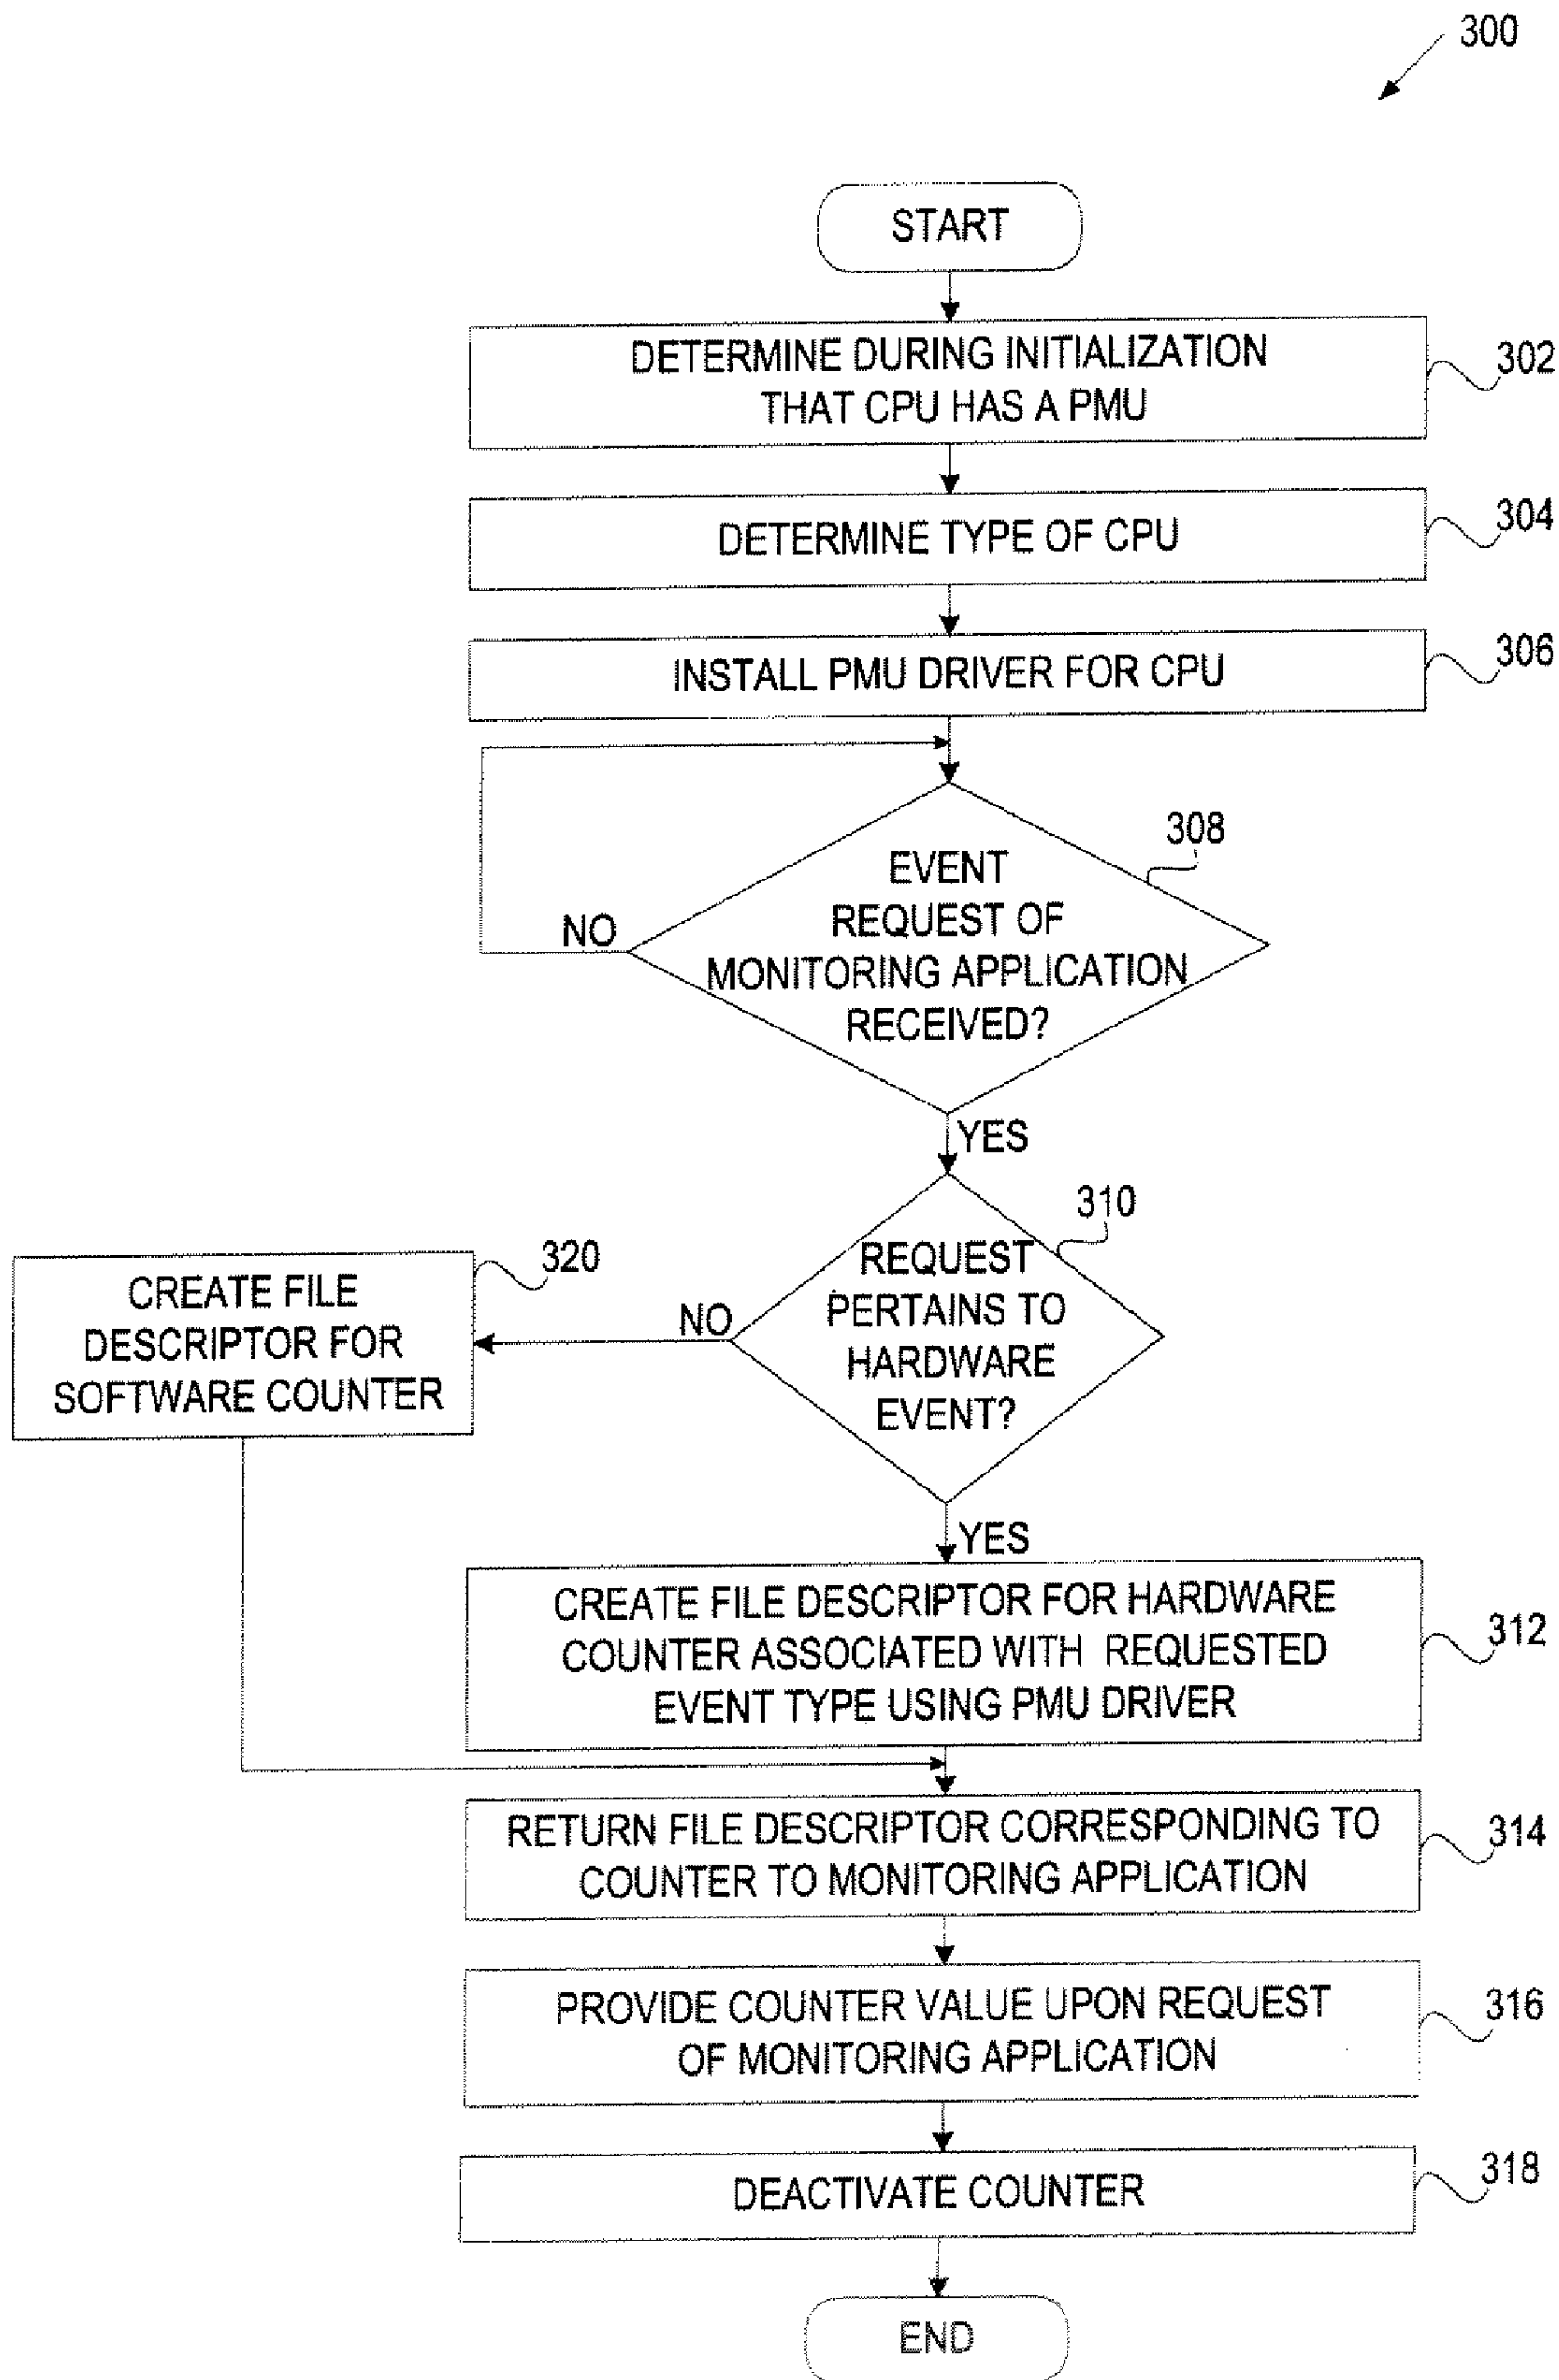 300
START
DETERMINE DURING INITIALIZATION
THAT CPU HAS A PMU
302
DETERMINE TYPE OF CPU
304
INSTALL PMU DRIVER FOR CPU
306
308
EVENT
REQUEST OF
MONITORING APPLICATION
RECEIVED?
NO
YES
310
REQUEST
PERTAINS TO
HARDWARE
EVENT?
NO
320
CREATE FILE
DESCRIPTOR FOR
SOFTWARE COUNTER
YES
CREATE FILE DESCRIPTOR FOR HARDWARE
COUNTER ASSOCIATED WITH REQUESTED
EVENT TYPE USING PMU DRIVER
312
RETURN FILE DESCRIPTOR CORRESPONDING TO
COUNTER TO MONITORING APPLICATION
314
PROVIDE COUNTER VALUE UPON REQUEST
OF MONITORING APPLICATION
316
DEACTIVATE COUNTER
318
END